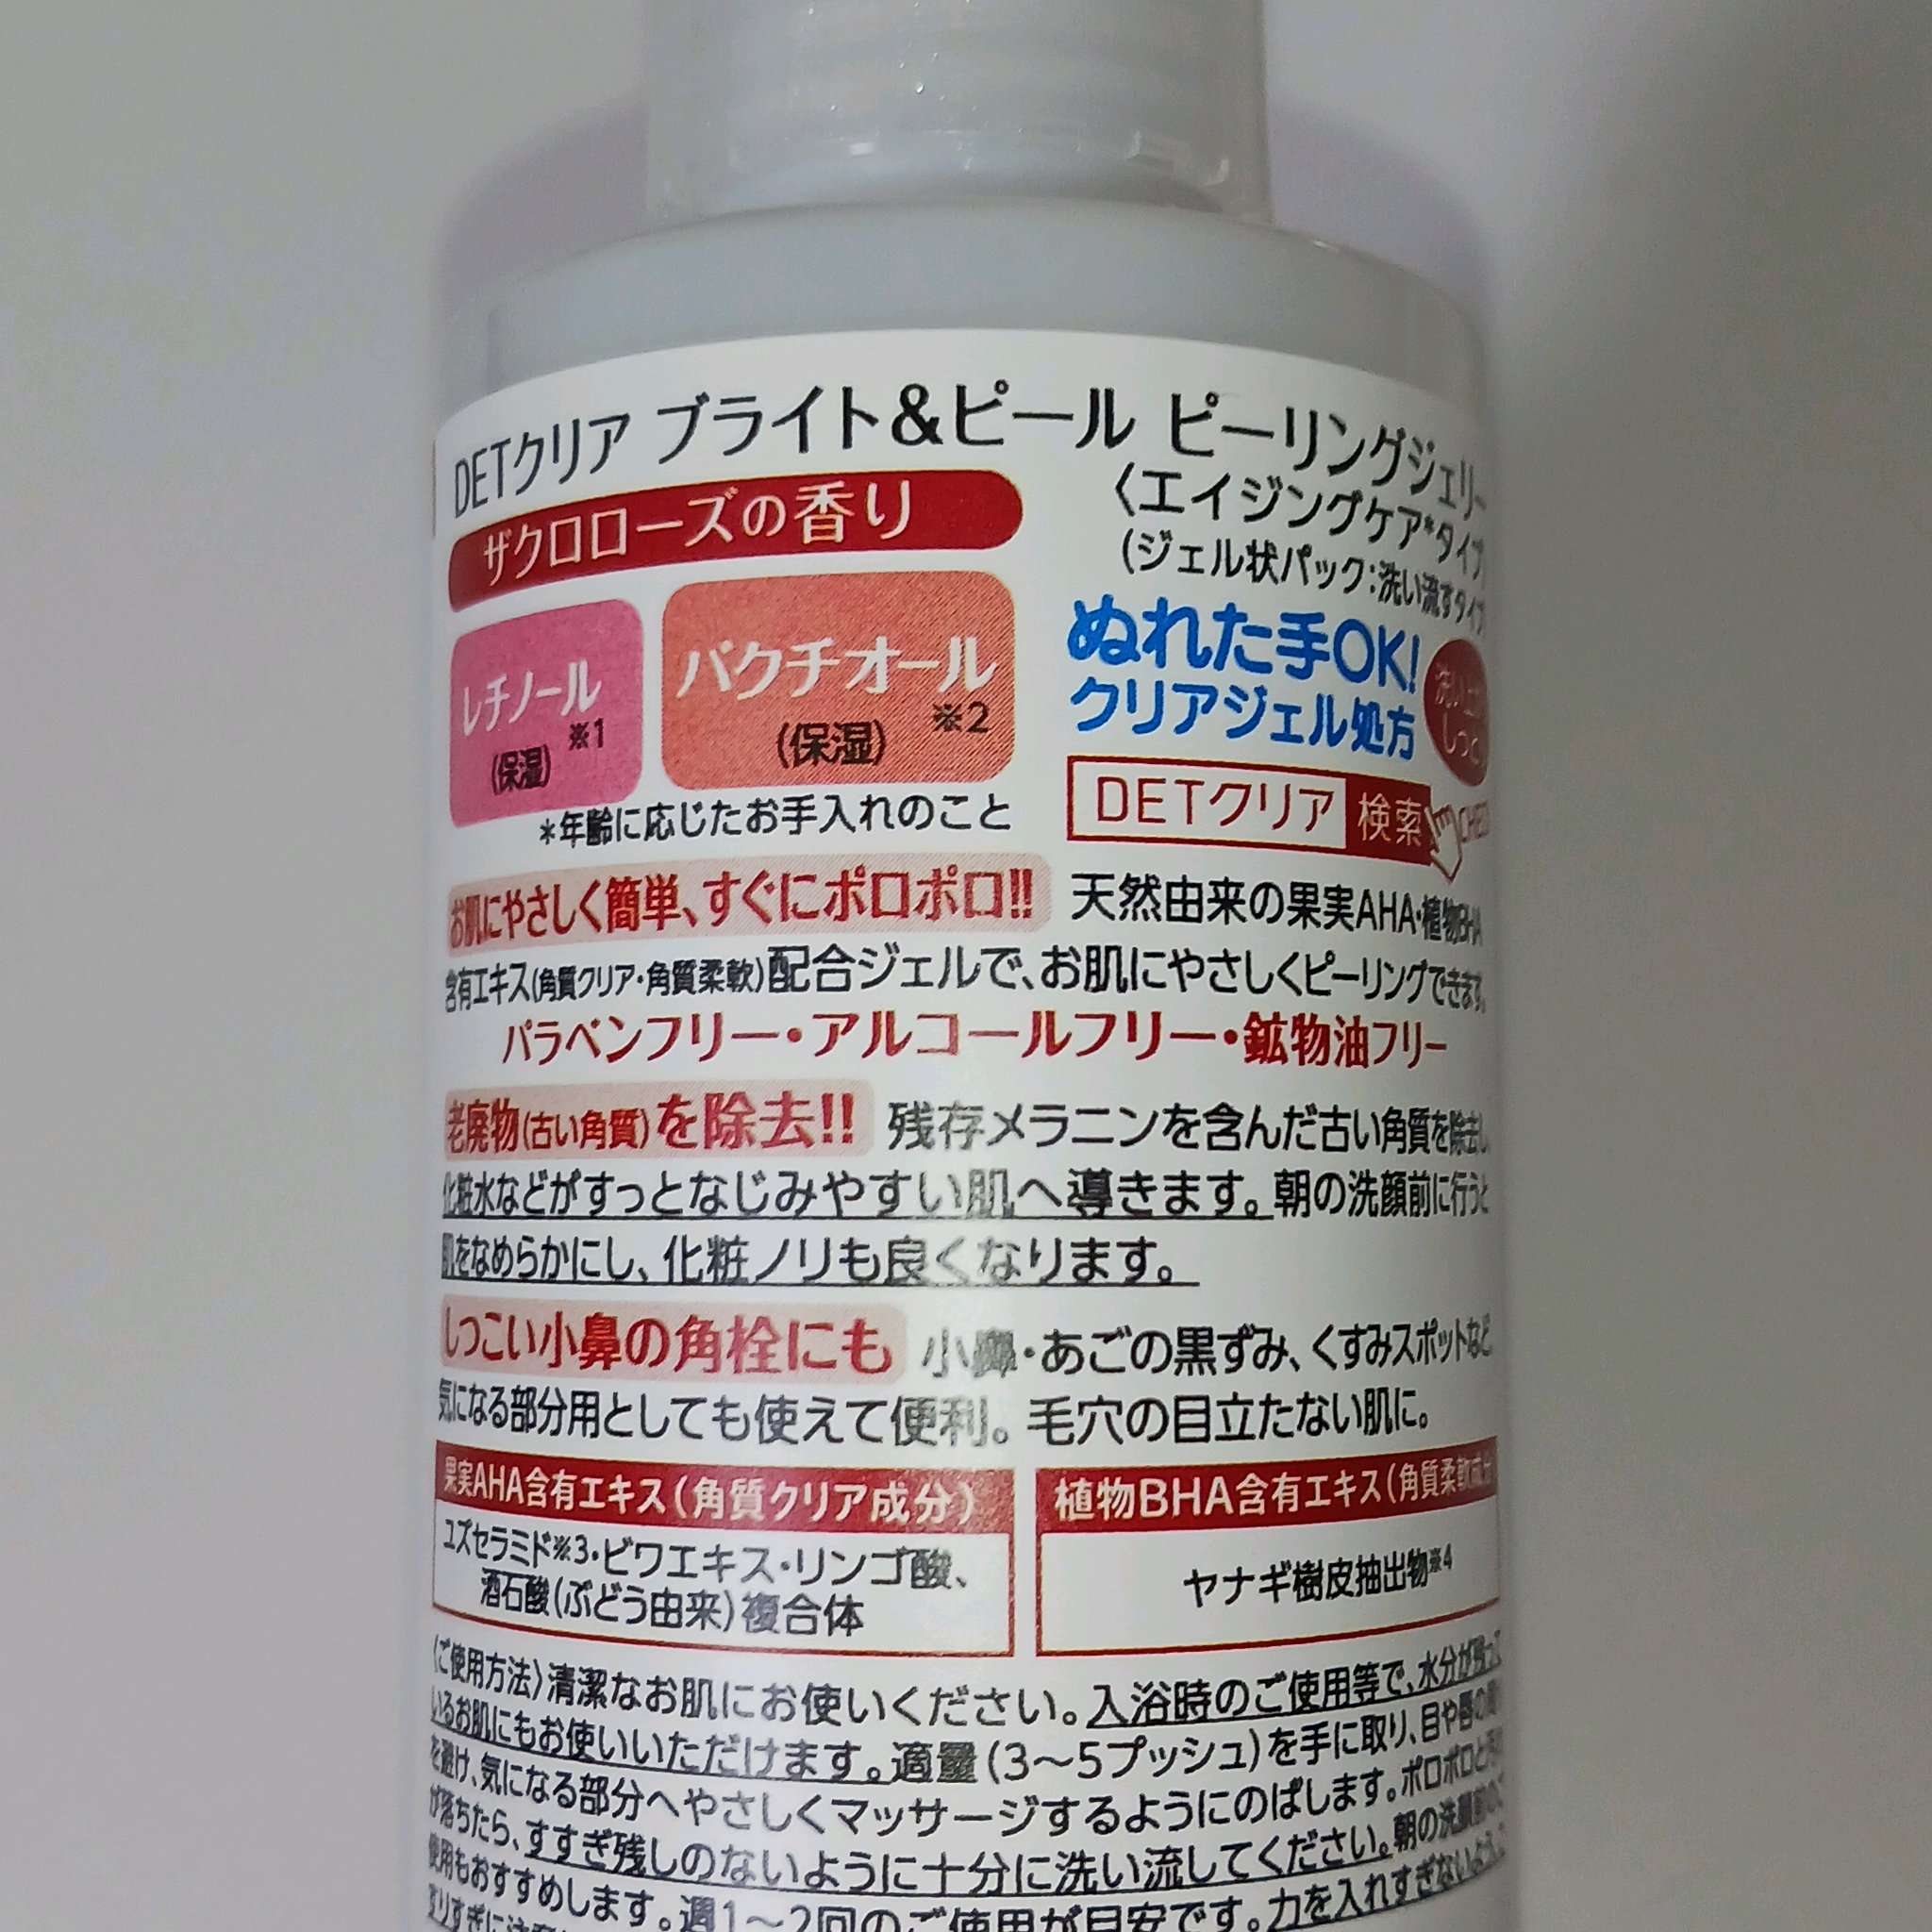 DETクリア ブライト&ピール ピーリングジェリー
ザクロローズの香り
〈エイジングケア*タイプ
(ジェル状パック:洗い流すタイプ
レチノール
(保湿)※1
バクチオール
(保湿)※2
*年齢に応じたお手入れのこと
ぬれた手OK!
クリアジェル処方
DETクリア 検索
お肌にやさしく簡単、すぐにポロポロ!! 天然由来の果実AHA・植物BHA
含有エキス(角質クリア・角質柔軟)配合ジェルで、お肌にやさしくピーリングできます。
パラベンフリー・アルコールフリー・鉱物油フリー
老廃物(古い角質)を除去!! 残存メラニンを含んだ古い角質を除去し、
化粧水などがすっとなじみやすい肌へ導きます。朝の洗顔前に行うと
肌をなめらかにし、化粧ノリも良くなります。
しつこい小鼻の角栓にも 小鼻・あごの黒ずみ、くすみスポットなど
気になる部分用としても使えて便利。毛穴の目立たない肌に。
果実AHA含有エキス(角質クリア成分)
ユズセラミド※3・ビワエキス・リンゴ酸、
酒石酸(ぶどう由来)複合体
植物BHA含有エキス(角質柔軟成分)
ヤナギ樹皮抽出物※4
〈ご使用方法〉清潔なお肌にお使いください。入浴時のご使用等で、水分が残って
いるお肌にもお使いいただけます。適量(3〜5プッシュ)を手に取り、目や唇の
を避け、気になる部分へやさしくマッサージするようにのばします。ポロポロと
が落ちたら、すすぎ残しのないように十分に洗い流してください。朝の洗顔前の
使用もおすすめします。週1〜2回のご使用が目安です。力を入れすぎないよう